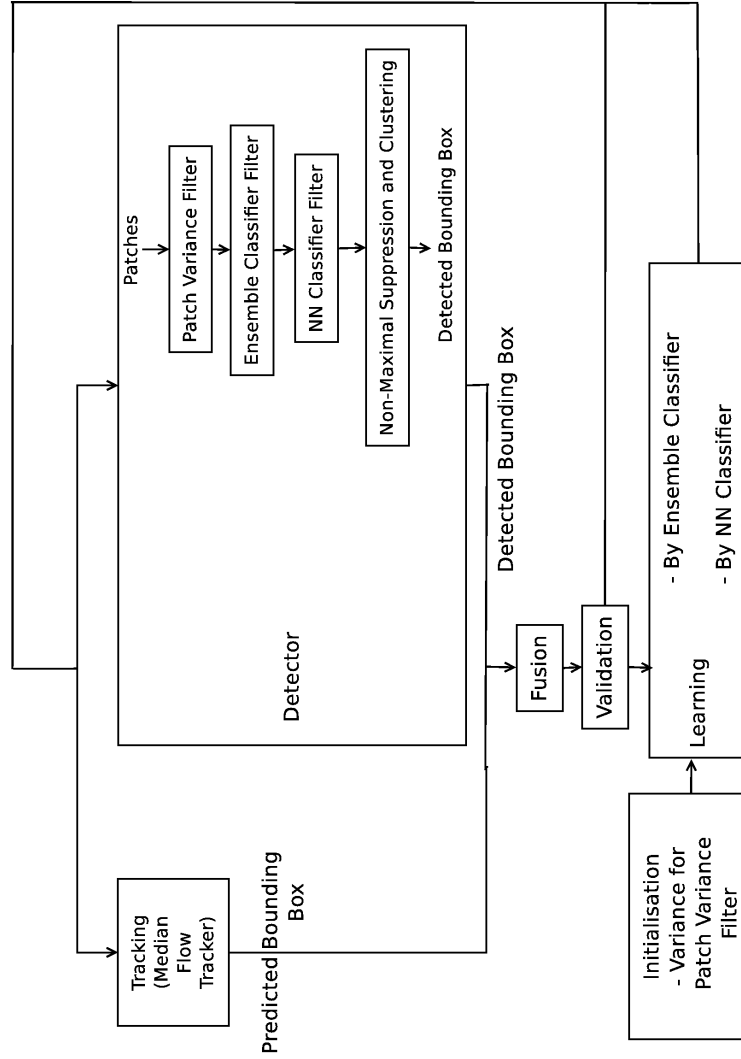 Tracking
(Median
Flow
Tracker)
Predicted Bounding
Box
Detector
Patches
Patch Variance Filter
Ensemble Classifier Filter
NN Classifier Filter
Non-Maximal Suppression and Clustering
Detected Bounding Box
Detected Bounding Box
Fusion
Validation
Initialisation
- Variance for
Patch Variance
Filter
Learning
- By Ensemble Classifier
- By NN Classifier